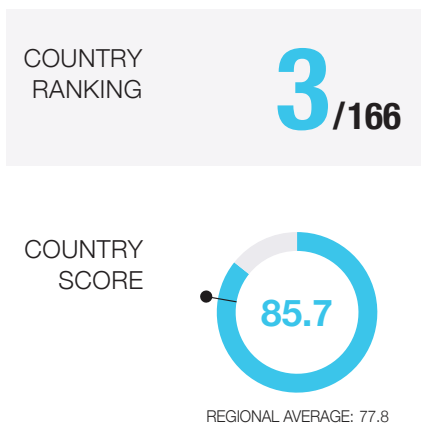 COUNTRY
RANKING
3/166
COUNTRY
SCORE
85.7
REGIONAL AVERAGE: 77.8